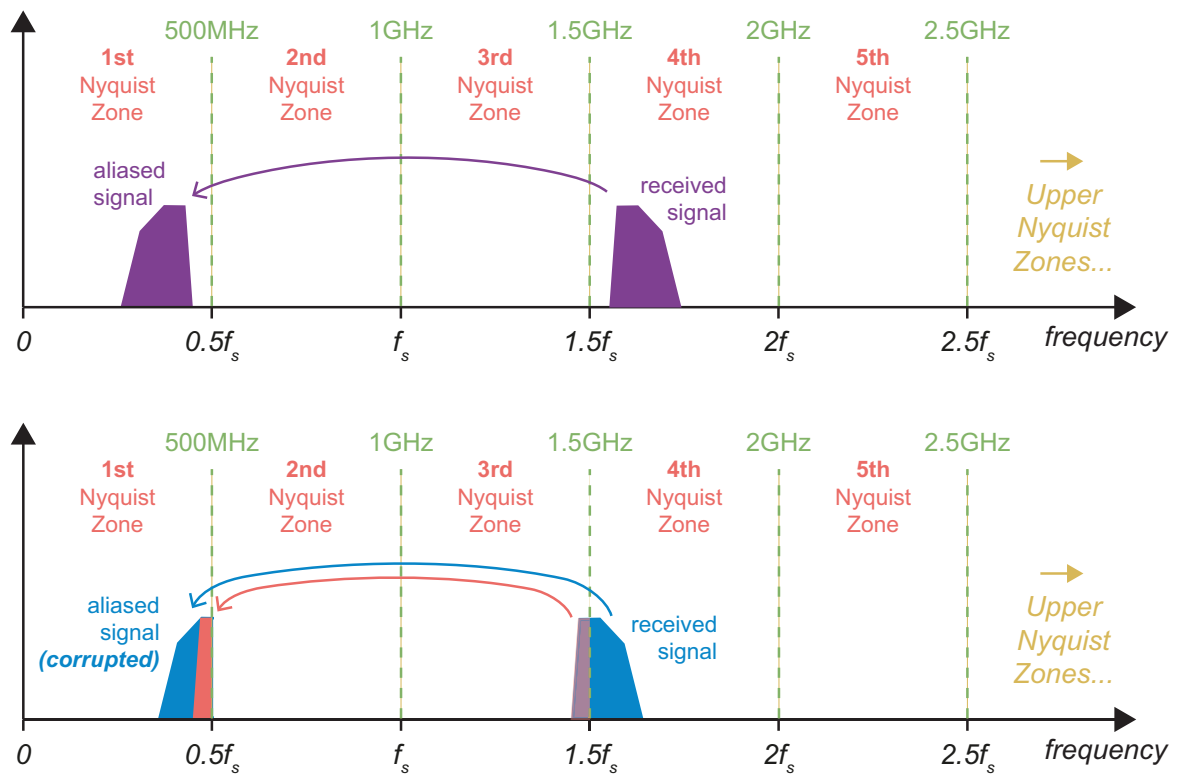 500MHz 1GHz 1.5GHz 2GHz 2.5GHz
1st 2nd 3rd 4th 5th
Nyquist Nyquist Nyquist Nyquist Nyquist
Zone Zone Zone Zone Zone
aliased
signal
received
signal
Upper
Nyquist
Zones...
0 0.5fs fs 1.5fs 2fs 2.5fs frequency
500MHz 1GHz 1.5GHz 2GHz 2.5GHz
1st 2nd 3rd 4th 5th
Nyquist Nyquist Nyquist Nyquist Nyquist
Zone Zone Zone Zone Zone
aliased
signal
(corrupted)
received
signal
Upper
Nyquist
Zones...
0 0.5fs fs 1.5fs 2fs 2.5fs frequency